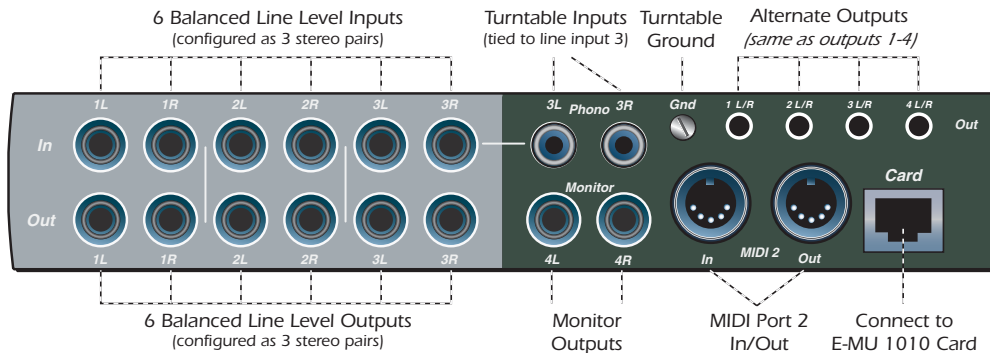 6 Balanced Line Level Inputs
(configured as 3 stereo pairs)
Turntable Inputs
(tied to line input 3)
Turntable
Ground
Alternate Outputs
(same as outputs 1-4)
1L 1R 2L 2R 3L 3R
3L Phono 3R
Gnd
1 L/R 2 L/R 3 L/R 4 L/R
Out
In
Monitor
Card
Out
MIDI 2
In
Out
1L 1R 2L 2R 3L 3R
4L 4R
6 Balanced Line Level Outputs
(configured as 3 stereo pairs)
Monitor
Outputs
MIDI Port 2
In/Out
Connect to
E-MU 1010 Card